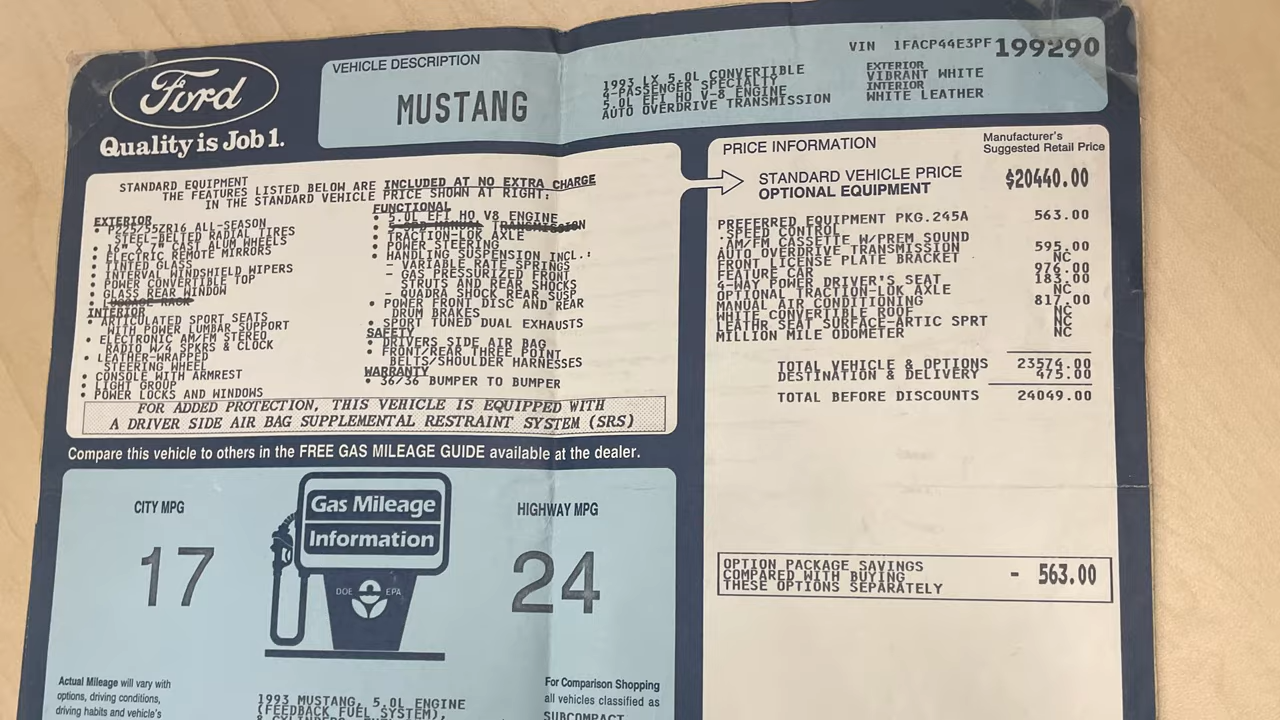 Ford
Quality is Job 1.
VEHICLE DESCRIPTION
MUSTANG
1993 LX 5.0L CONVERTIBLE
4-PASSENGER SPECIALTY
5.0L EFI HO V-8 ENGINE
AUTO OVERDRIVE TRANSMISSION
VIN 1FACP44E3PF199290
EXTERIOR
VIBRANT WHITE
INTERIOR
WHITE LEATHER
STANDARD EQUIPMENT
THE FEATURES LISTED BELOW ARE INCLUDED AT NO EXTRA CHARGE
IN THE STANDARD VEHICLE PRICE SHOWN AT RIGHT:
EXTERIOR
• P225/55ZR16 ALL-SEASON
STEEL-BELTED RADIAL TIRES
• 16" X 7" CAST ALUM WHEELS
• ELECTRIC REMOTE MIRRORS
• TINTED GLASS
• INTERVAL WINDSHIELD WIPERS
• POWER CONVERTIBLE TOP
• GLASS REAR WINDOW
• LUGGAGE RACK
INTERIOR
• ARTICULATED SPORT SEATS
WITH POWER LUMBAR SUPPORT
• ELECTRONIC AM/FM STEREO
RADIO W/4 SPKRS & CLOCK
• LEATHER-WRAPPED
STEERING WHEEL
• CONSOLE WITH ARMREST
• LIGHT GROUP
• POWER LOCKS AND WINDOWS
FUNCTIONAL
• 5.0L EFI HO V8 ENGINE
• 5-SPD MANUAL TRANSMISSION
• TRACTION-LOK AXLE
• POWER STEERING
• HANDLING SUSPENSION INCL.:
- VARIABLE RATE SPRINGS
- GAS PRESSURIZED FRONT
STRUTS AND REAR SHOCKS
- QUADRA SHOCK REAR SUSP
• POWER FRONT DISC AND REAR
DRUM BRAKES
• SPORT TUNED DUAL EXHAUSTS
SAFETY
• DRIVERS SIDE AIR BAG
• FRONT/REAR THREE POINT
BELTS/SHOULDER HARNESSES
WARRANTY
• 36/36 BUMPER TO BUMPER
FOR ADDED PROTECTION, THIS VEHICLE IS EQUIPPED WITH
A DRIVER SIDE AIR BAG SUPPLEMENTAL RESTRAINT SYSTEM (SRS)
PRICE INFORMATION
Manufacturer's
Suggested Retail Price
STANDARD VEHICLE PRICE $20440.00
OPTIONAL EQUIPMENT
PREFERRED EQUIPMENT PKG.245A 563.00
.SPEED CONTROL
.AM/FM CASSETTE W/PREM SOUND
AUTO OVERDRIVE TRANSMISSION 595.00
FRONT LICENSE PLATE BRACKET NC
FEATURE CAR 976.00
4-WAY POWER DRIVER'S SEAT 183.00
OPTIONAL TRACTION-LOK AXLE NC
MANUAL AIR CONDITIONING 817.00
WHITE CONVERTIBLE ROOF NC
LEATHR SEAT SURFACE-ARTIC SPRT NC
MILLION MILE ODOMETER NC
TOTAL VEHICLE & OPTIONS 23574.00
DESTINATION & DELIVERY 475.00
TOTAL BEFORE DISCOUNTS 24049.00
OPTION PACKAGE SAVINGS
COMPARED WITH BUYING
THESE OPTIONS SEPARATELY - 563.00
Compare this vehicle to others in the FREE GAS MILEAGE GUIDE available at the dealer.
CITY MPG
17
Gas Mileage
Information
DOE EPA
HIGHWAY MPG
24
Actual Mileage will vary with
options, driving conditions,
driving habits and vehicle's
1993 MUSTANG, 5.0L ENGINE
(FEEDBACK FUEL SYSTEM),
For Comparison Shopping
all vehicles classified as
SUBCOMPACT